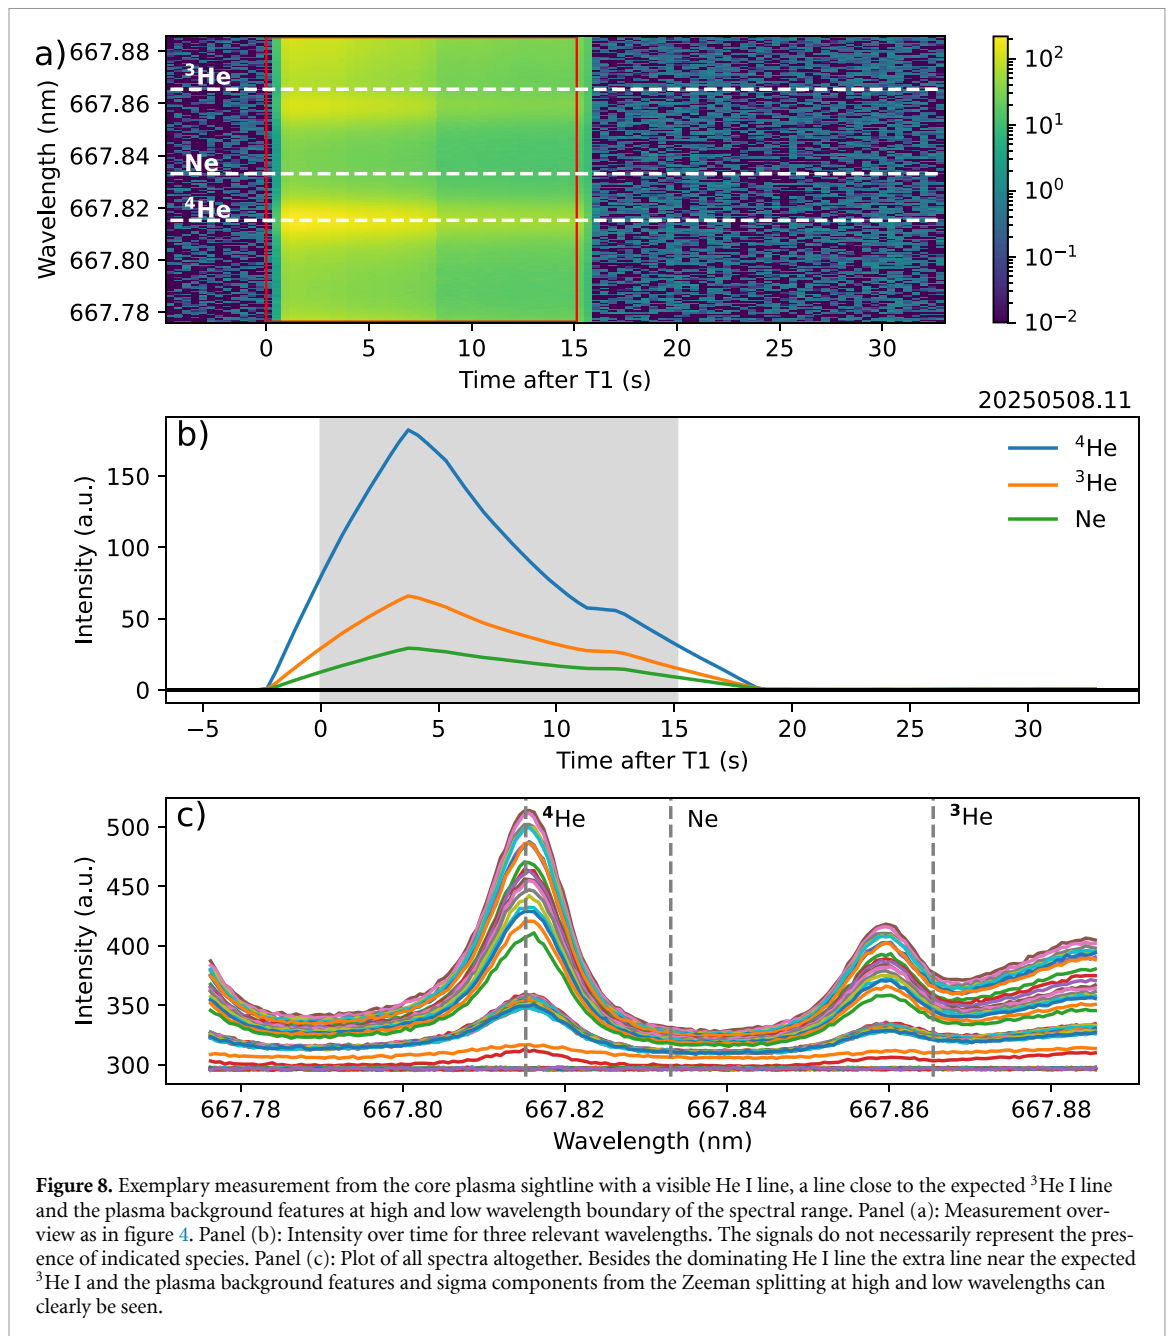 a)
667.88
667.86
667.84
667.82
667.80
667.78
Wavelength (nm)
³He
Ne
⁴He
0 5 10 15 20 25 30
Time after T1 (s)
10²
10¹
10⁰
10⁻¹
10⁻²
20250508.11
b)
150
100
50
0
Intensity (a.u.)
⁴He
³He
Ne
−5 0 5 10 15 20 25 30
Time after T1 (s)
c)
⁴He Ne ³He
500
450
400
350
300
Intensity (a.u.)
667.78 667.80 667.82 667.84 667.86 667.88
Wavelength (nm)
Figure 8. Exemplary measurement from the core plasma sightline with a visible He I line, a line close to the expected ³He I line
and the plasma background features at high and low wavelength boundary of the spectral range. Panel (a): Measurement over-
view as in figure 4. Panel (b): Intensity over time for three relevant wavelengths. The signals do not necessarily represent the pres-
ence of indicated species. Panel (c): Plot of all spectra altogether. Besides the dominating He I line the extra line near the expected
³He I and the plasma background features and sigma components from the Zeeman splitting at high and low wavelengths can
clearly be seen.